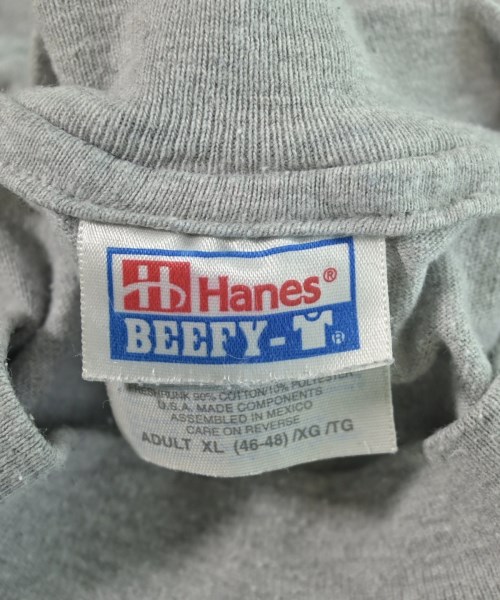 Hanes®
BEEFY-T®
PRESHRUNK 90% COTTON/10% POLYESTER
U.S.A. MADE COMPONENTS
ASSEMBLED IN MEXICO
CARE ON REVERSE
ADULT XL (46-48) /XG /TG